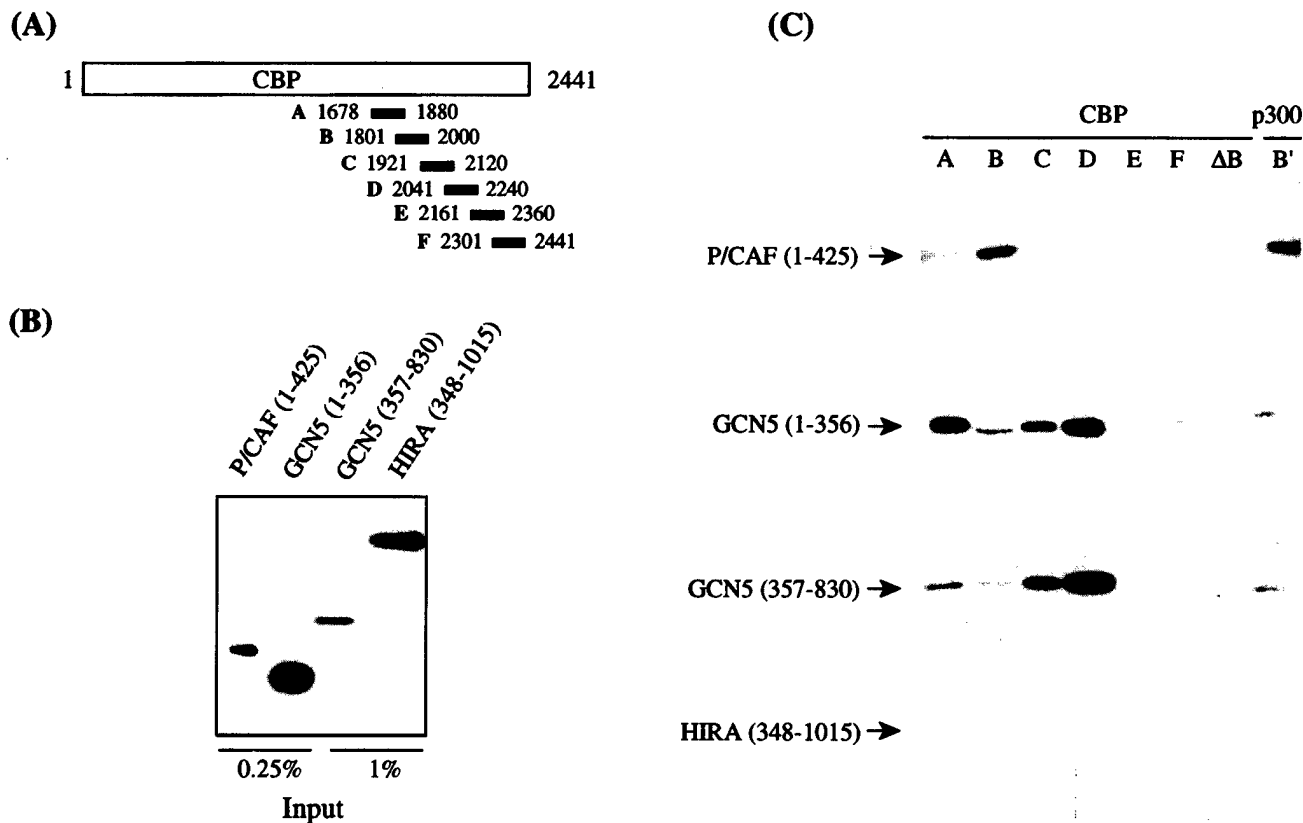 (A)
1 CBP 2441
A 1678 1880
B 1801 2000
C 1921 2120
D 2041 2240
E 2161 2360
F 2301 2441
(B)
P/CAF (1-425)
GCN5 (1-356)
GCN5 (357-830)
HIRA (348-1015)
0.25% 1%
Input
(C)
CBP p300
A B C D E F ΔB B'
P/CAF (1-425)
GCN5 (1-356)
GCN5 (357-830)
HIRA (348-1015)